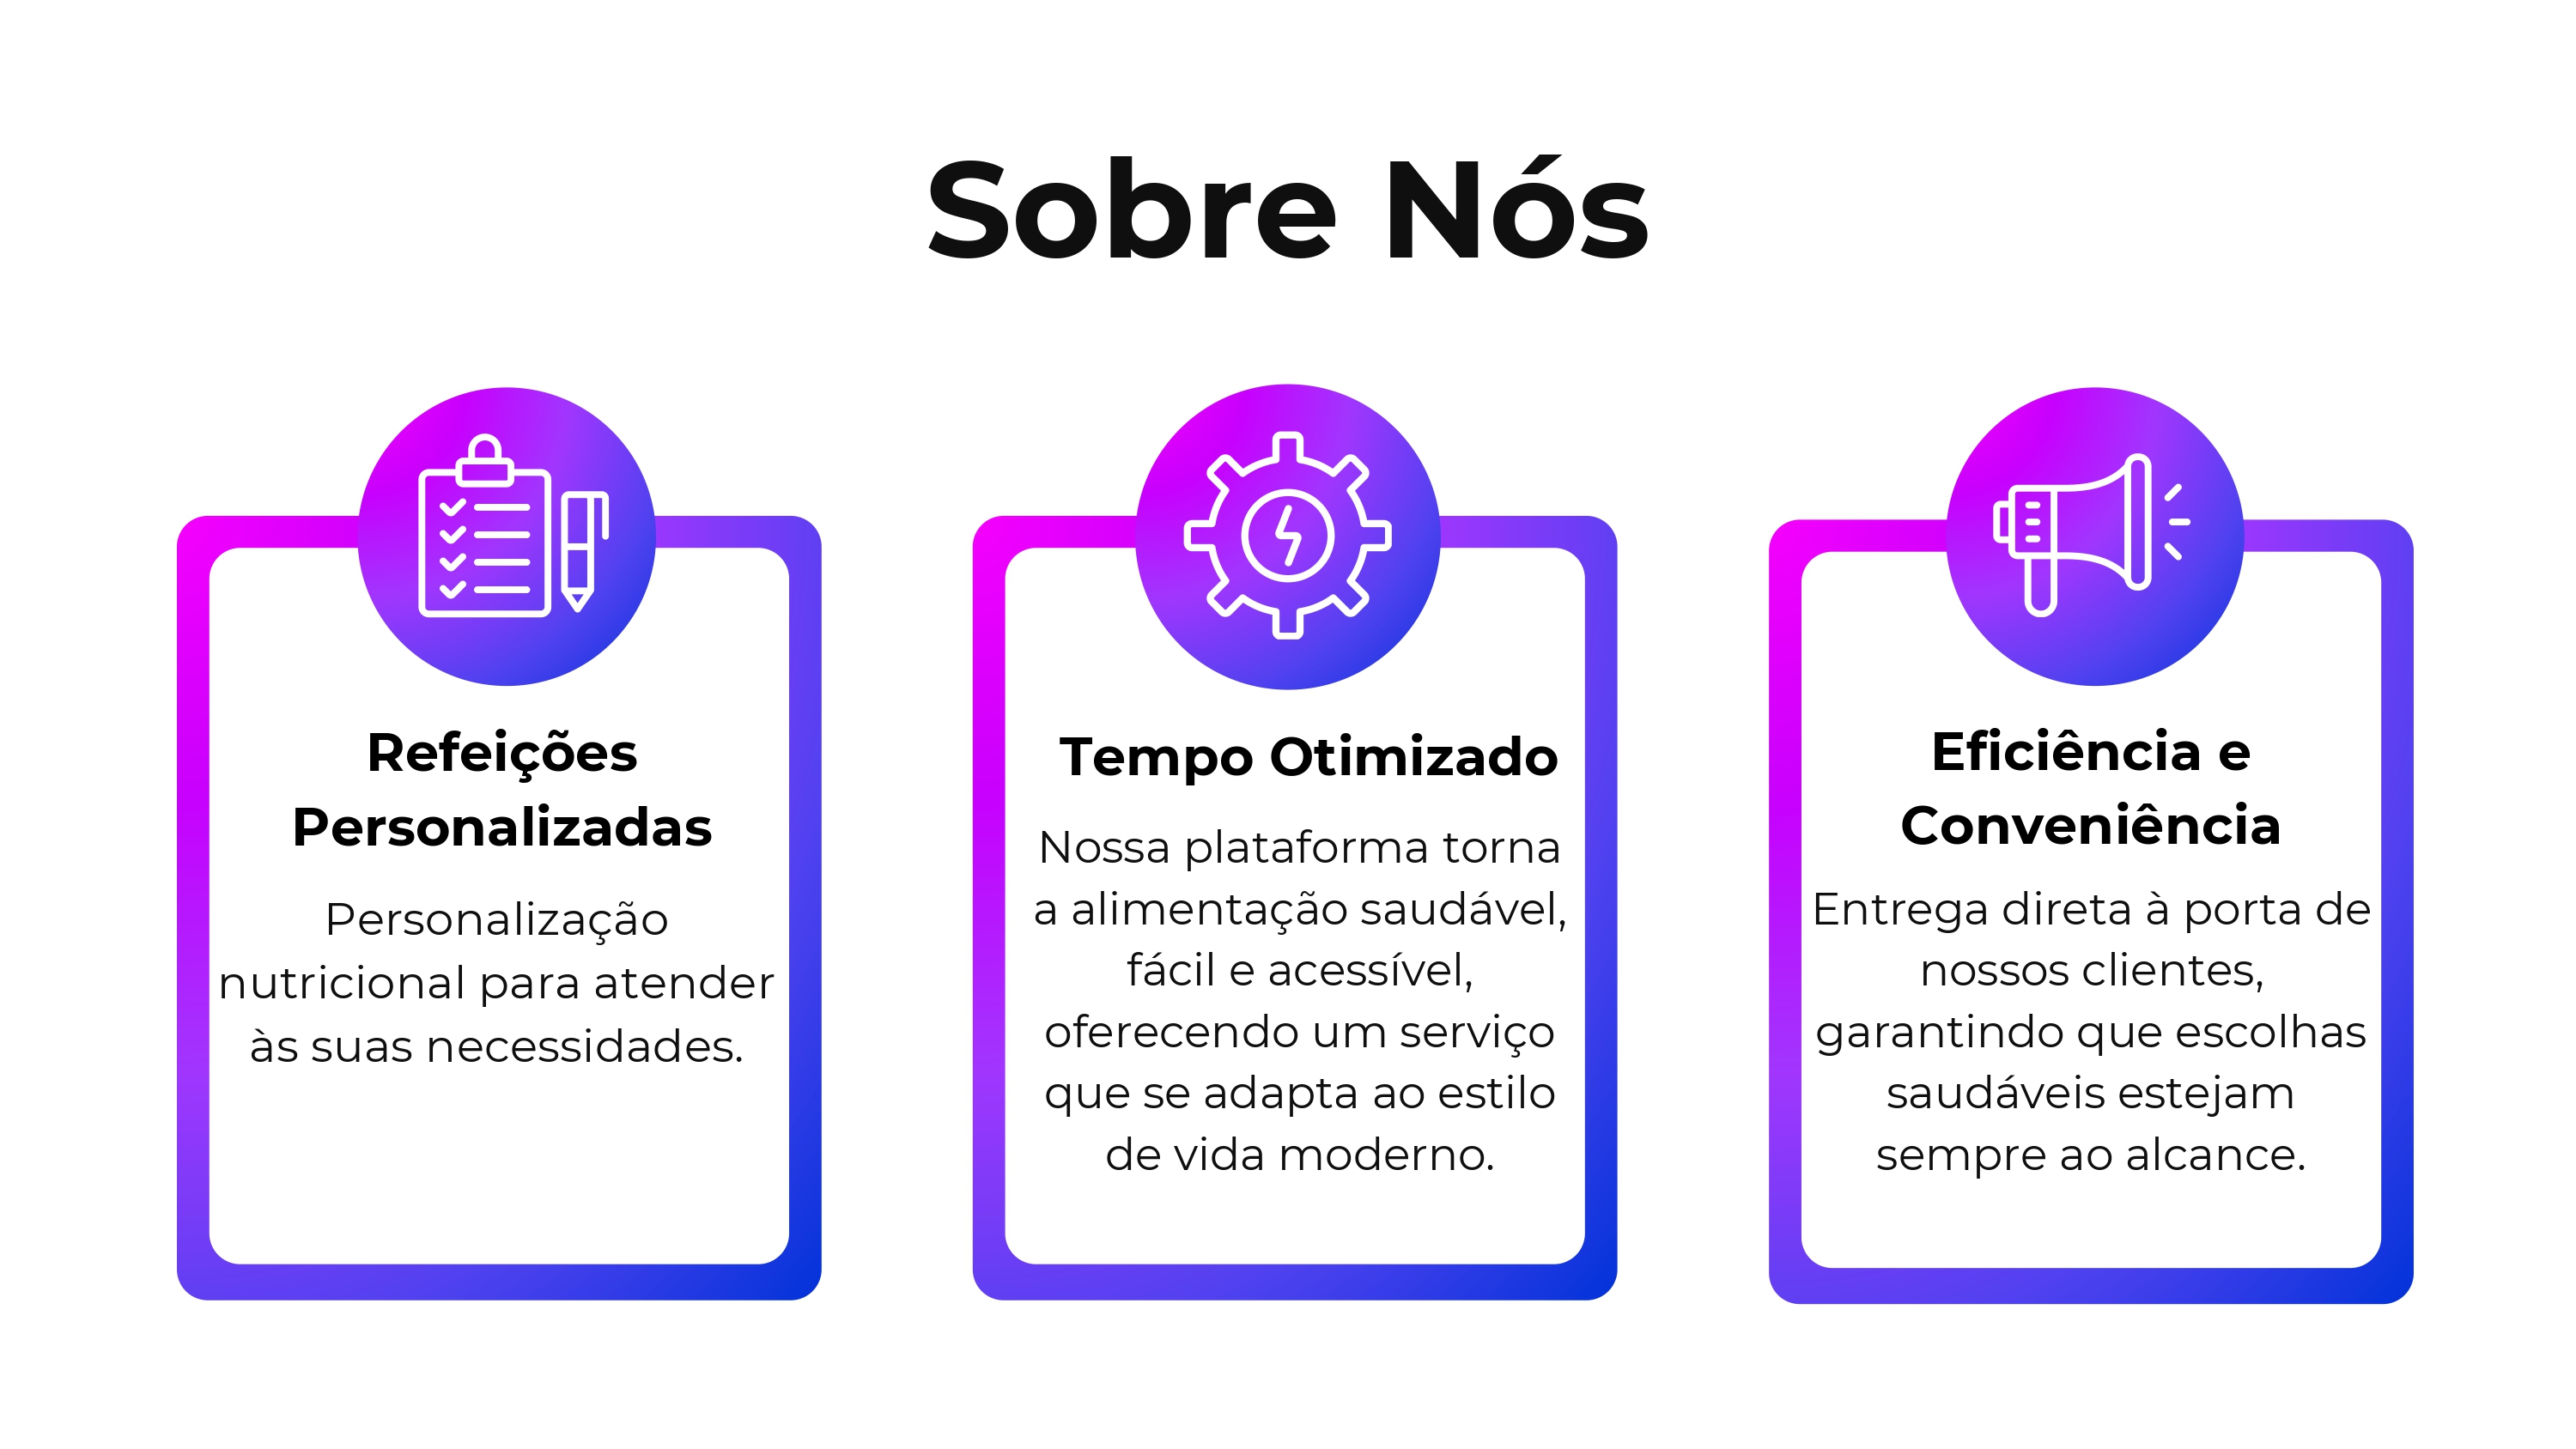 Sobre Nós
Refeições
Personalizadas
Personalização
nutricional para atender
às suas necessidades.
Tempo Otimizado
Nossa plataforma torna
a alimentação saudável,
fácil e acessível,
oferecendo um serviço
que se adapta ao estilo
de vida moderno.
Eficiência e
Conveniência
Entrega direta à porta de
nossos clientes,
garantindo que escolhas
saudáveis estejam
sempre ao alcance.